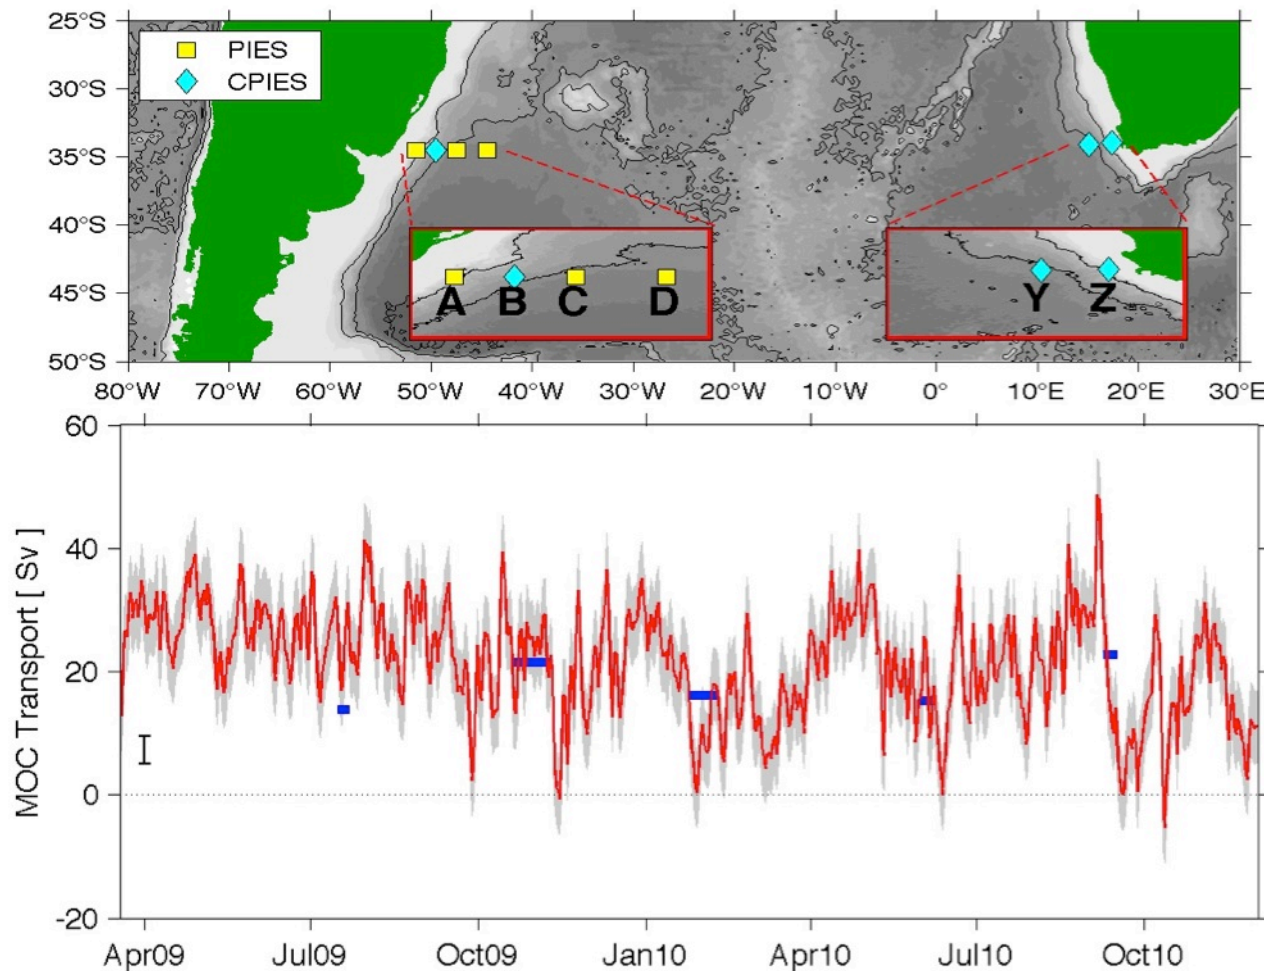 25°S
30°S
35°S
40°S
45°S
50°S
PIES
CPIES
A B C D
Y Z
80°W 70°W 60°W 50°W 40°W 30°W 20°W 10°W 0° 10°E 20°E 30°E
MOC Transport [ Sv ]
60
40
20
0
-20
Apr09 Jul09 Oct09 Jan10 Apr10 Jul10 Oct10